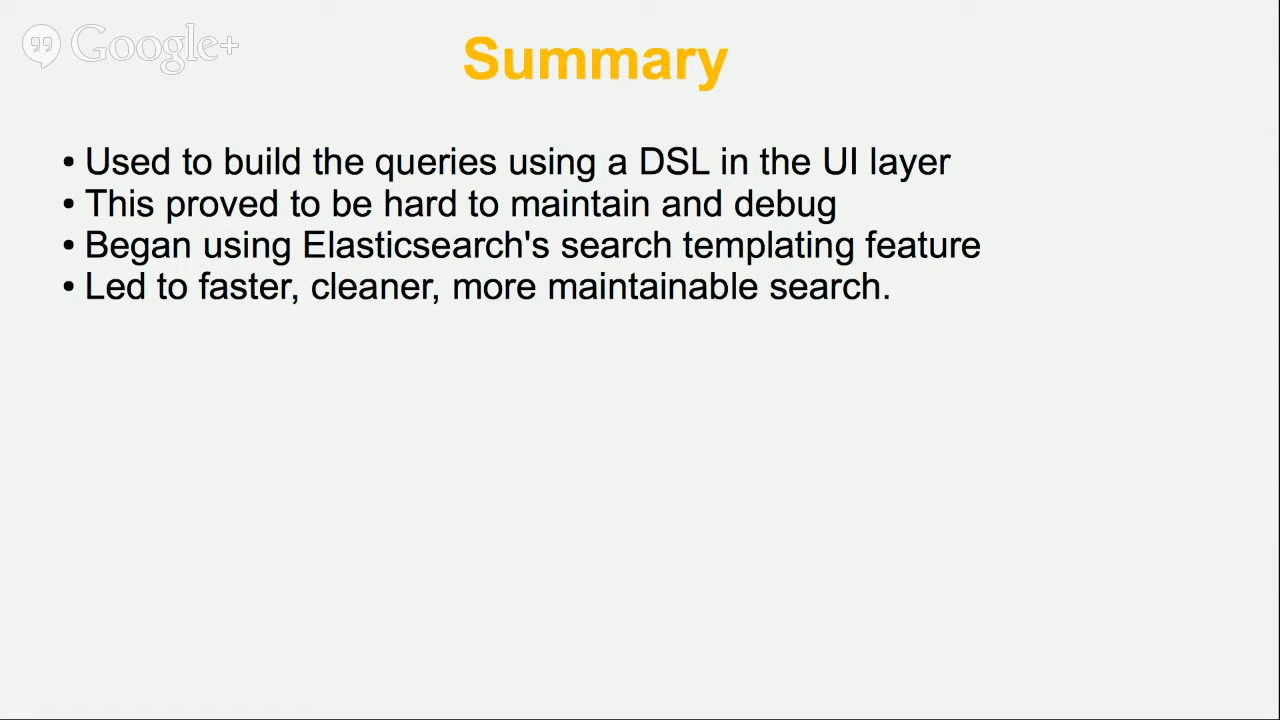 Google+
Summary
• Used to build the queries using a DSL in the UI layer
• This proved to be hard to maintain and debug
• Began using Elasticsearch's search templating feature
• Led to faster, cleaner, more maintainable search.